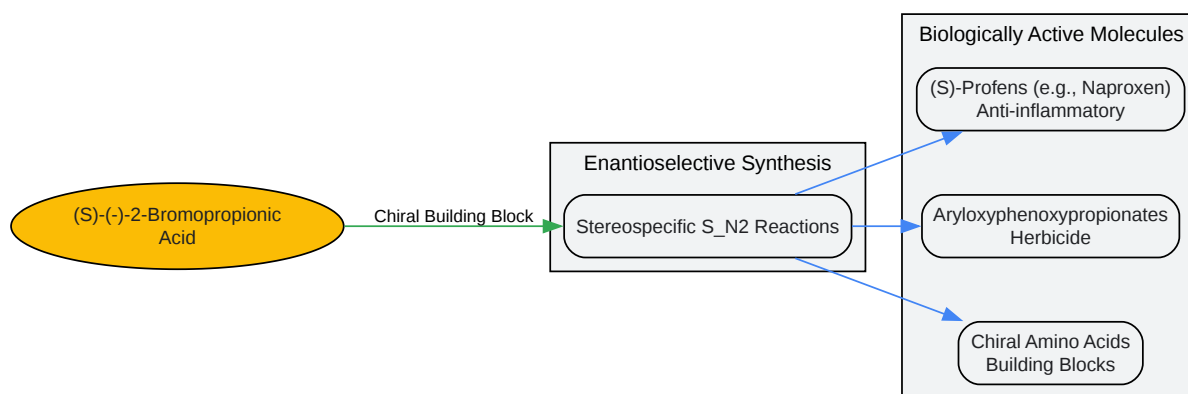 (S)-(-)-2-Bromopropionic
Acid
Chiral Building Block
Enantioselective Synthesis
Stereospecific S_N2 Reactions
Biologically Active Molecules
(S)-Profens (e.g., Naproxen)
Anti-inflammatory
Aryloxyphenoxypropionates
Herbicide
Chiral Amino Acids
Building Blocks